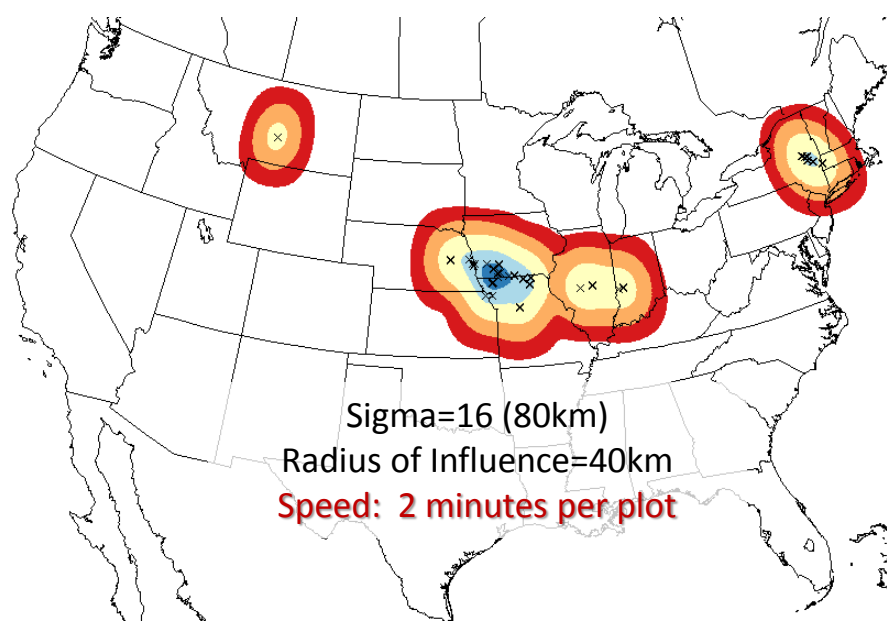 Sigma=16 (80km)
Radius of Influence=40km
Speed: 2 minutes per plot